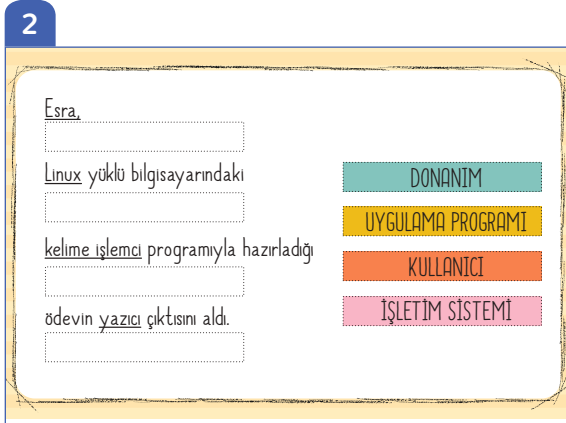 2
Esra,
Linux yüklü bilgisayarındaki
kelime işlemci programıyla hazırladığı
ödevin yazıcı çıktısını aldı.
DONANIM
UYGULAMA PROGRAMI
KULLANICI
İŞLETİM SİSTEMİ